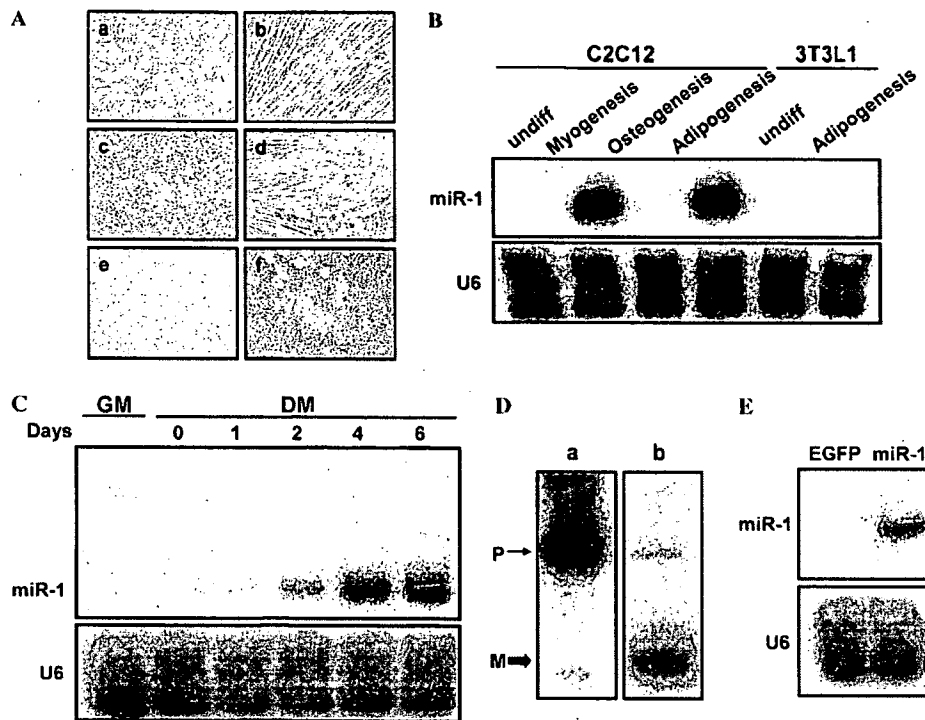 A
a
b
c
d
e
f
B
C2C12
3T3L1
undiff
Myogenesis
Osteogenesis
Adipogenesis
undiff
Adipogenesis
miR-1
U6
C
GM
DM
Days
0
1
2
4
6
miR-1
U6
D
a
b
P
M
E
EGFP miR-1
miR-1
U6